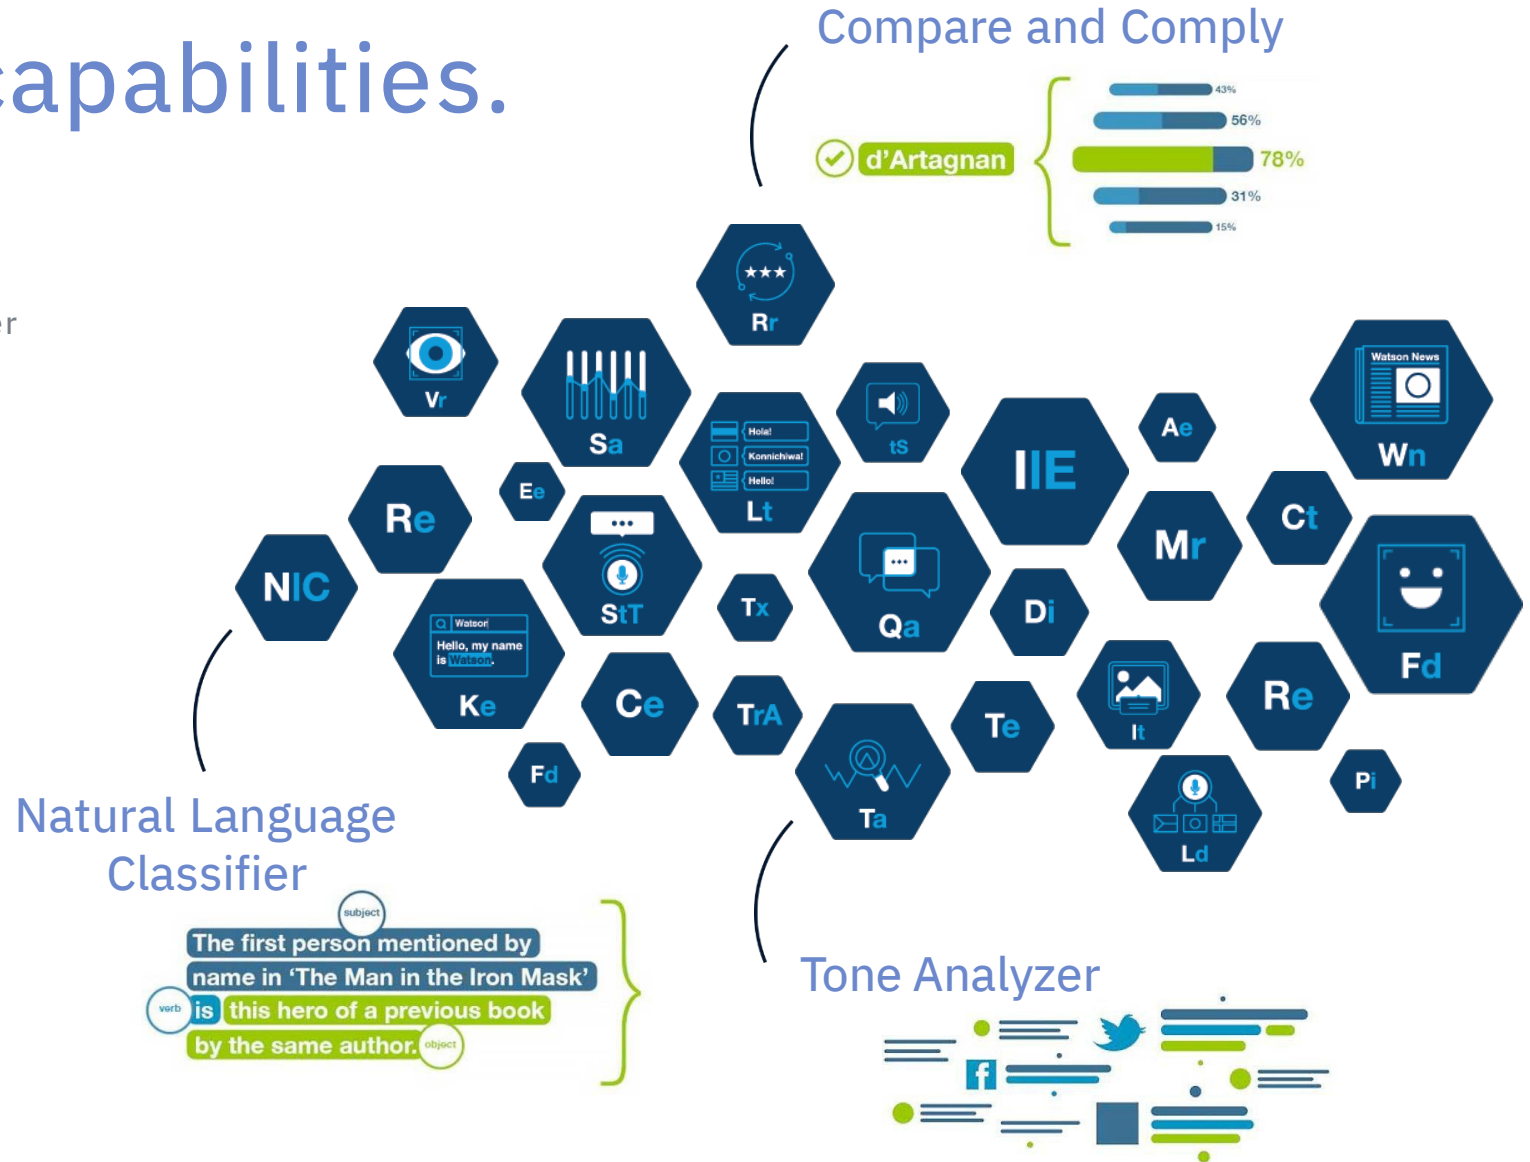 Compare and Comply
capabilities.
43%
56%
d'Artagnan
78%
31%
15%
er
Rr
Vr
Sa
Hola!
Konnichiwa!
Hello!
Lt
tS
IIE
Ae
Watson News
Wn
Re
Ee
StT
Tx
Qa
Di
Mr
Ct
Fd
NIC
Watson
Hello, my name
is Watson.
Ke
Ce
TrA
Ta
Te
It
Re
Pi
Fd
Ld
Natural Language
Classifier
subject
The first person mentioned by
name in ‘The Man in the Iron Mask’
verb
is this hero of a previous book
by the same author.
object
Tone Analyzer
f